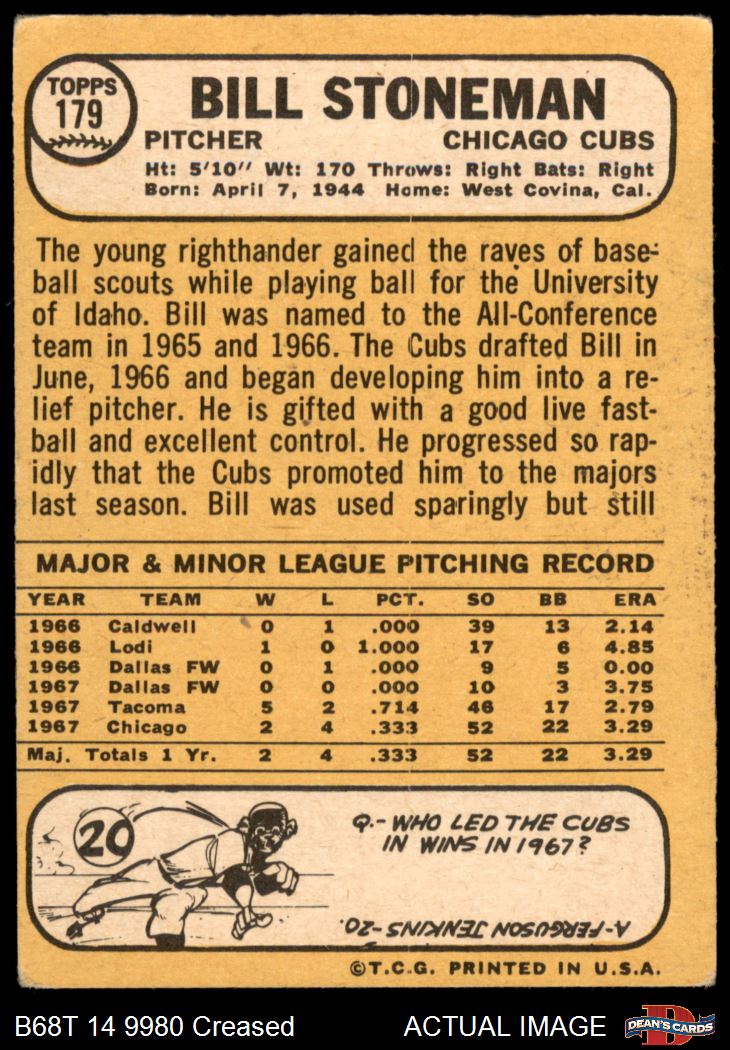 TOPPS
179
BILL STONEMAN
PITCHER CHICAGO CUBS
Ht: 5'10" Wt: 170 Throws: Right Bats: Right
Born: April 7, 1944 Home: West Covina, Cal.
The young righthander gained the raves of base-
ball scouts while playing ball for the University
of Idaho. Bill was named to the All-Conference
team in 1965 and 1966. The Cubs drafted Bill in
June, 1966 and began developing him into a re-
lief pitcher. He is gifted with a good live fast-
ball and excellent control. He progressed so rap-
idly that the Cubs promoted him to the majors
last season. Bill was used sparingly but still
MAJOR & MINOR LEAGUE PITCHING RECORD
YEAR TEAM W L PCT. SO BB ERA
1966 Caldwell 0 1 .000 39 13 2.14
1966 Lodi 1 0 1.000 17 6 4.85
1966 Dallas FW 0 1 .000 9 5 0.00
1967 Dallas FW 0 0 .000 10 3 3.75
1967 Tacoma 5 2 .714 46 17 2.79
1967 Chicago 2 4 .333 52 22 3.29
Maj. Totals 1 Yr. 2 4 .333 52 22 3.29
20
Q.- WHO LED THE CUBS
IN WINS IN 1967?
A-FERGUSON JENKINS-20.
©T.C.G. PRINTED IN U.S.A.
B68T 14 9980 Creased ACTUAL IMAGE
D
DEAN'S CARDS